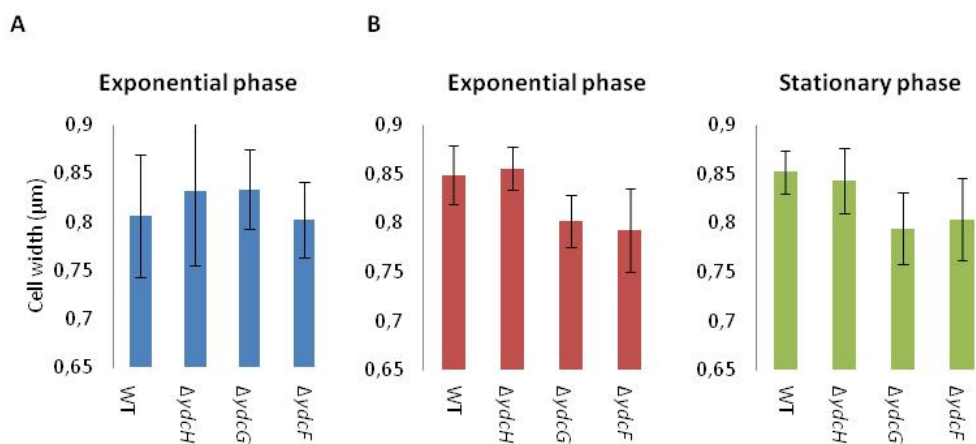 A
B
Exponential phase
Exponential phase
Stationary phase
Cell width (µm)
0,9
0,85
0,8
0,75
0,7
0,65
WT
ΔydcH
ΔydcG
ΔydcF
0,9
0,85
0,8
0,75
0,7
0,65
WT
ΔydcH
ΔydcG
ΔydcF
0,9
0,85
0,8
0,75
0,7
0,65
WT
ΔydcH
ΔydcG
ΔydcF